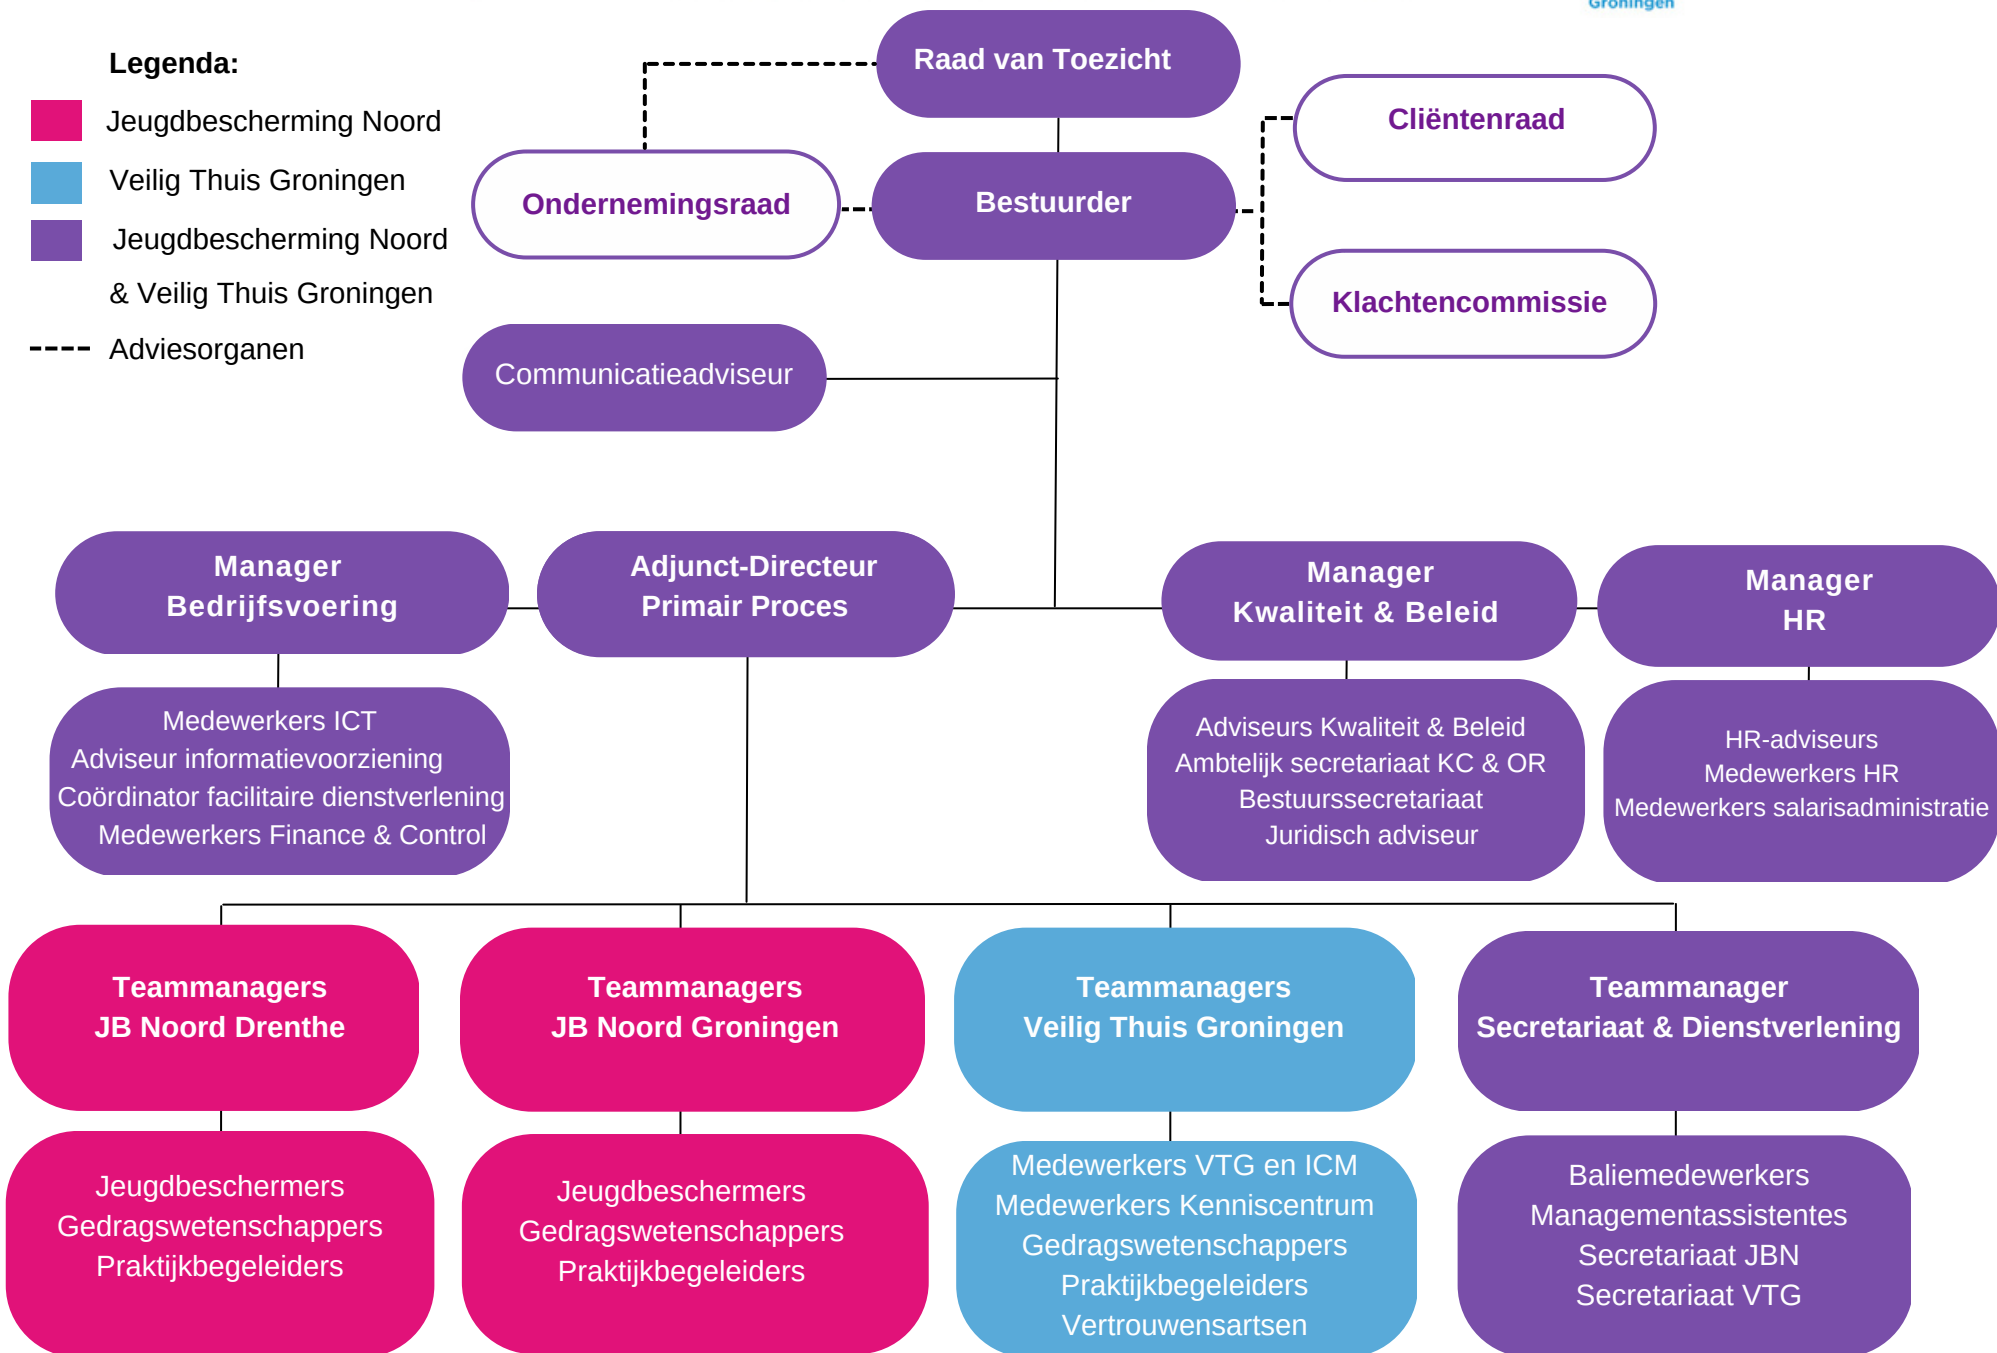 Groningen
Legenda:
Jeugdbescherming Noord
Veilig Thuis Groningen
Jeugdbescherming Noord
& Veilig Thuis Groningen
Adviesorganen
Raad van Toezicht
Cliëntenraad
Ondernemingsraad
Bestuurder
Klachtencommissie
Communicatieadviseur
Manager
Bedrijfsvoering
Adjunct-Directeur
Primair Proces
Manager
Kwaliteit & Beleid
Manager
HR
Medewerkers ICT
Adviseur informatievoorziening
Coördinator facilitaire dienstverlening
Medewerkers Finance & Control
Adviseurs Kwaliteit & Beleid
Ambtelijk secretariaat KC & OR
Bestuurssecretariaat
Juridisch adviseur
HR-adviseurs
Medewerkers HR
Medewerkers salarisadministratie
Teammanagers
JB Noord Drenthe
Teammanagers
JB Noord Groningen
Teammanagers
Veilig Thuis Groningen
Teammanager
Secretariaat & Dienstverlening
Jeugdbeschermers
Gedragswetenschappers
Praktijkbegeleiders
Jeugdbeschermers
Gedragswetenschappers
Praktijkbegeleiders
Medewerkers VTG en ICM
Medewerkers Kenniscentrum
Gedragswetenschappers
Praktijkbegeleiders
Vertrouwensartsen
Baliemedewerkers
Managementassistentes
Secretariaat JBN
Secretariaat VTG